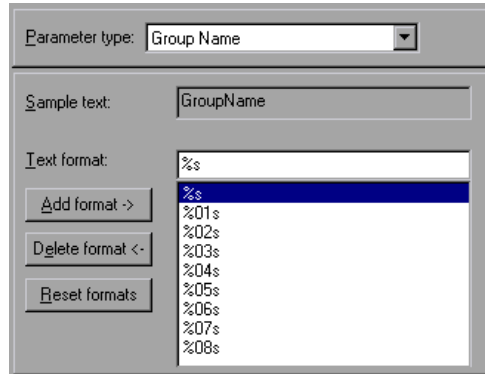 Parameter type: Group Name
Sample text: GroupName
Text format: %s
%s
Add format ->
%01s
%02s
Delete format <-
%03s
%04s
Reset formats
%05s
%06s
%07s
%08s